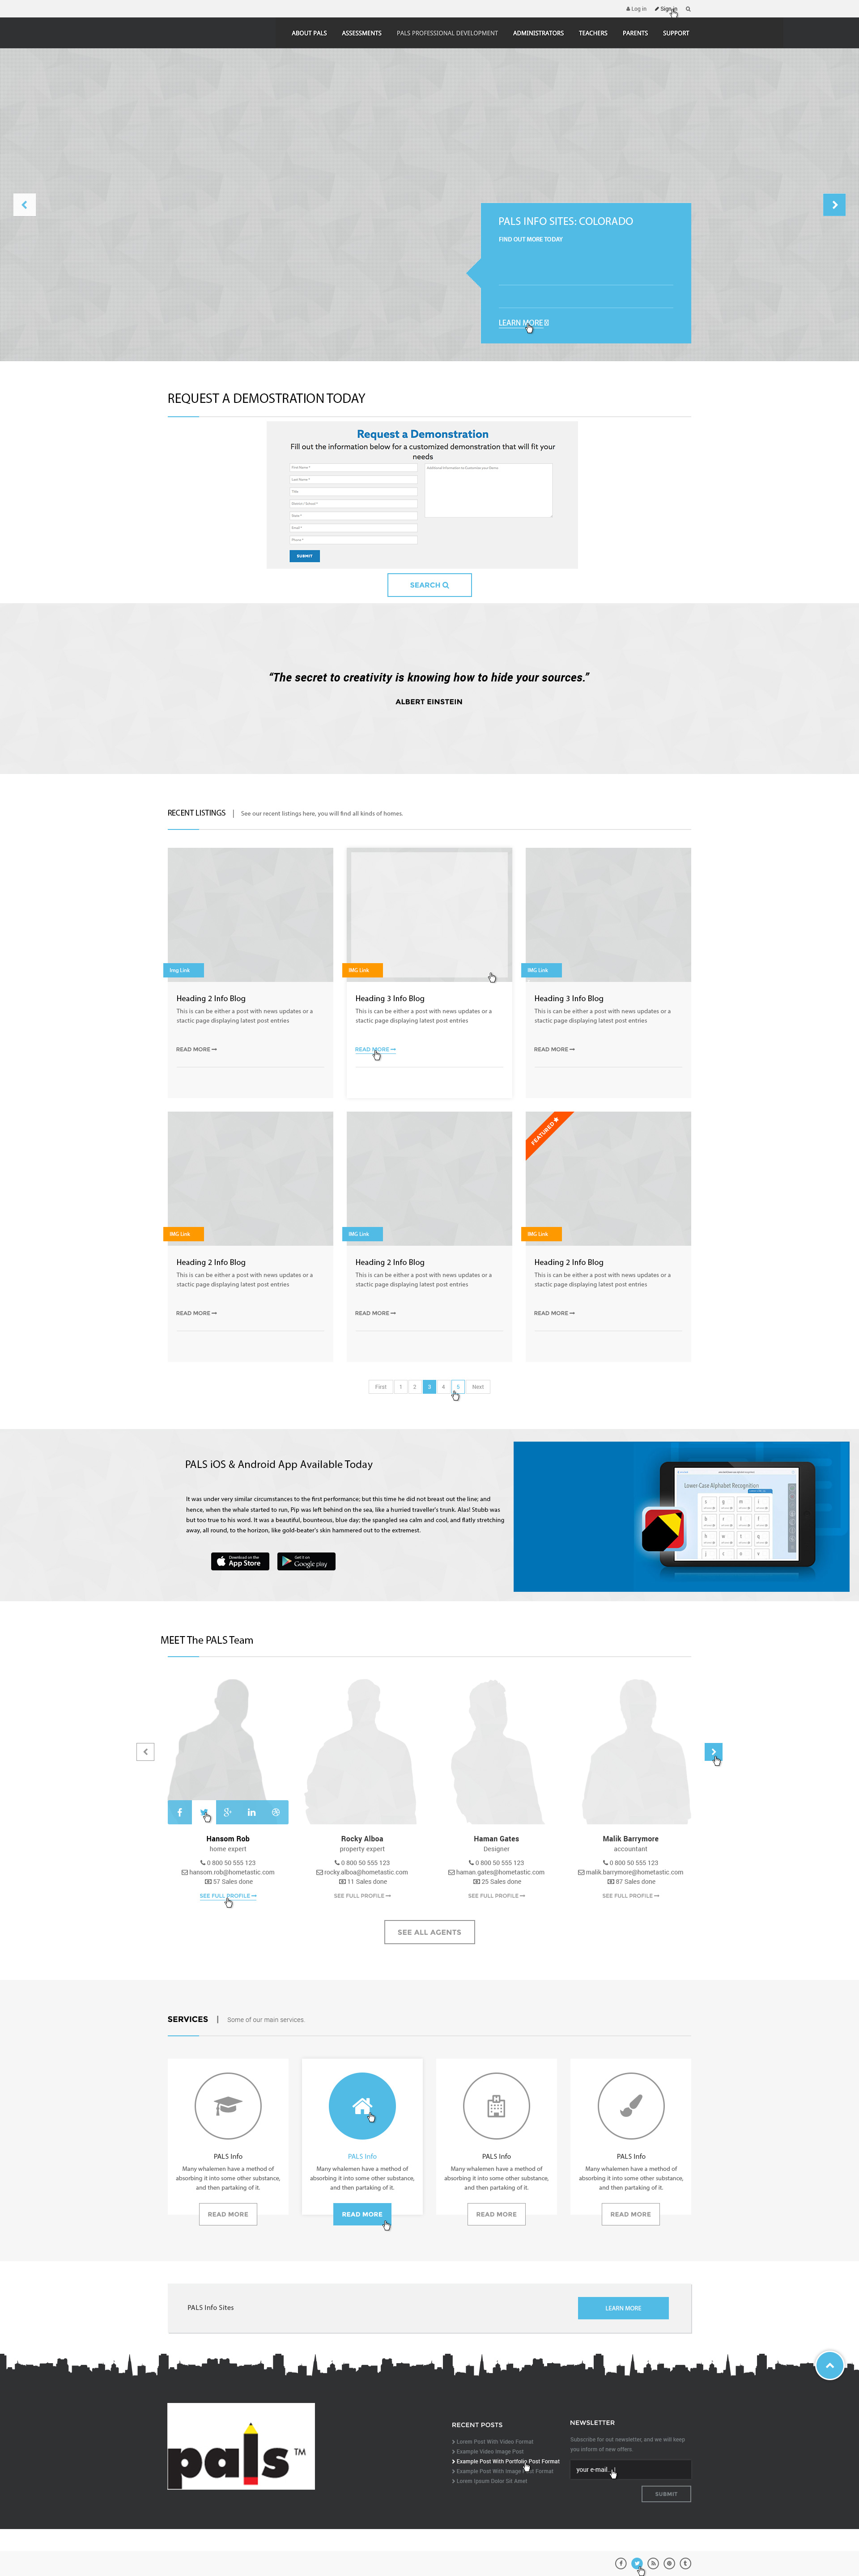 Log in Sign in
ABOUT PALS ASSESSMENTS PALS PROFESSIONAL DEVELOPMENT ADMINISTRATORS TEACHERS PARENTS SUPPORT
PALS INFO SITES: COLORADO
FIND OUT MORE TODAY
LEARN MORE
REQUEST A DEMOSTRATION TODAY
Request a Demonstration
Fill out the information below for a customized demonstration that will fit your
needs
First Name *
Last Name *
Title
District / School *
State *
Email *
Phone *
Additional Information to Customize your Demo
SUBMIT
SEARCH
“The secret to creativity is knowing how to hide your sources.”
ALBERT EINSTEIN
RECENT LISTINGS | See our recent listings here, you will find all kinds of homes.
Img Link
Heading 2 Info Blog
This is can be either a post with news updates or a
stactic page displaying latest post entries
READ MORE
IMG Link
Heading 3 Info Blog
This is can be either a post with news updates or a
stactic page displaying latest post entries
READ MORE
IMG Link
Heading 3 Info Blog
This is can be either a post with news updates or a
stactic page displaying latest post entries
READ MORE
IMG Link
Heading 2 Info Blog
This is can be either a post with news updates or a
stactic page displaying latest post entries
READ MORE
IMG Link
Heading 2 Info Blog
This is can be either a post with news updates or a
stactic page displaying latest post entries
READ MORE
FEATURED
IMG Link
Heading 2 Info Blog
This is can be either a post with news updates or a
stactic page displaying latest post entries
READ MORE
First 1 2 3 4 5 Next
PALS iOS & Android App Available Today
It was under very similar circumstances to the first performance; but this time he did not breast out the line; and
hence, when the whale started to run, Pip was left behind on the sea, like a hurried traveller's trunk. Alas! Stubb was
but too true to his word. It was a beautiful, bounteous, blue day; the spangled sea calm and cool, and flatly stretching
away, all round, to the horizon, like gold-beater's skin hammered out to the extremest.
Download on the
App Store
Get it on
Google play
Lower-Case Alphabet Recognition
MEET The PALS Team
Hansom Rob
home expert
0 800 50 555 123
hansom.rob@hometastic.com
57 Sales done
SEE FULL PROFILE
Rocky Alboa
property expert
0 800 50 555 123
rocky.alboa@hometastic.com
11 Sales done
SEE FULL PROFILE
Haman Gates
Designer
0 800 50 555 123
haman.gates@hometastic.com
25 Sales done
SEE FULL PROFILE
Malik Barrymore
accountant
0 800 50 555 123
malik.barrymore@hometastic.com
87 Sales done
SEE FULL PROFILE
SEE ALL AGENTS
SERVICES | Some of our main services.
PALS Info
Many whalemen have a method of
absorbing it into some other substance,
and then partaking of it.
READ MORE
PALS Info
Many whalemen have a method of
absorbing it into some other substance,
and then partaking of it.
READ MORE
PALS Info
Many whalemen have a method of
absorbing it into some other substance,
and then partaking of it.
READ MORE
PALS Info
Many whalemen have a method of
absorbing it into some other substance,
and then partaking of it.
READ MORE
PALS Info Sites
LEARN MORE
pals TM
RECENT POSTS
Lorem Post With Video Format
Example Video Image Post
Example Post With Portfolio Post Format
Example Post With Image Post Format
Lorem Ipsum Dolor Sit Amet
NEWSLETTER
Subscribe for out newsletter, and we will keep
you inform of new offers.
your e-mail...
SUBMIT